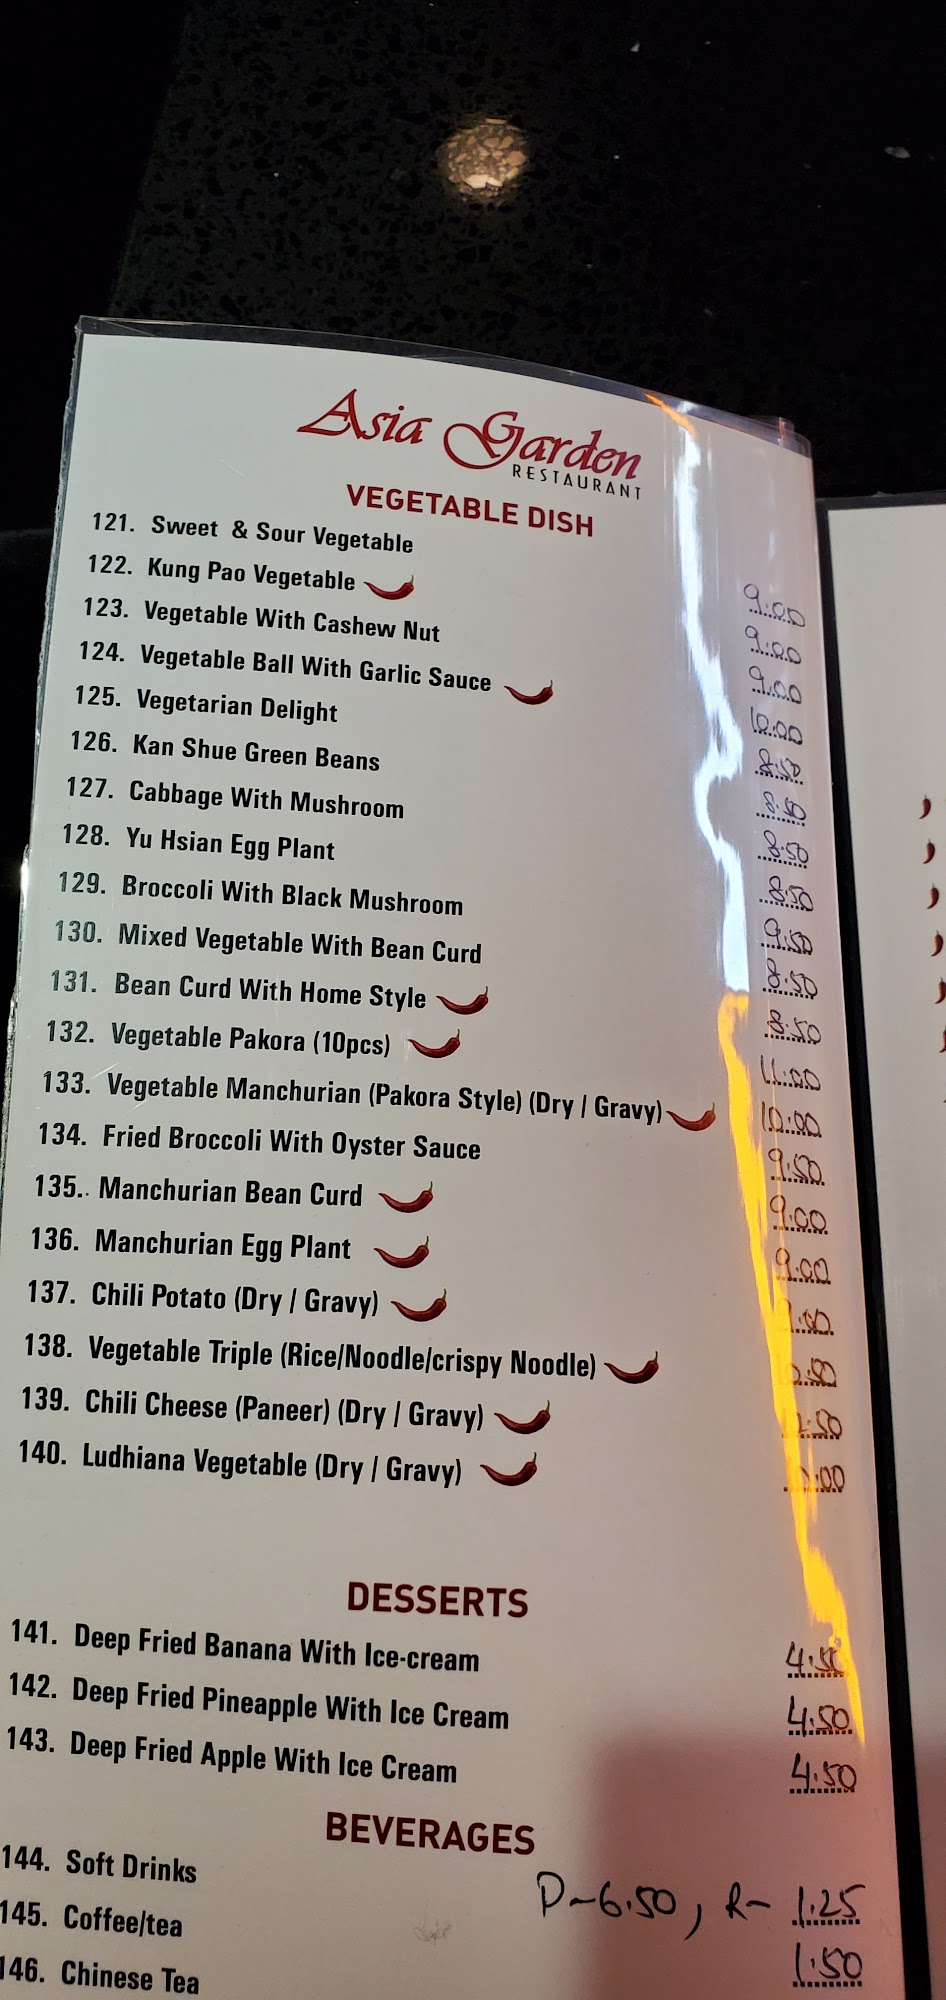 Asia Garden
RESTAURANT
VEGETABLE DISH
121. Sweet & Sour Vegetable 9.00
122. Kung Pao Vegetable 9.00
123. Vegetable With Cashew Nut 9.00
124. Vegetable Ball With Garlic Sauce 10.00
125. Vegetarian Delight 8.50
126. Kan Shue Green Beans 8.50
127. Cabbage With Mushroom 8.50
128. Yu Hsian Egg Plant 8.50
129. Broccoli With Black Mushroom 9.50
130. Mixed Vegetable With Bean Curd 8.50
131. Bean Curd With Home Style 8.50
132. Vegetable Pakora (10pcs) 11.00
133. Vegetable Manchurian (Pakora Style) (Dry / Gravy) 10.00
134. Fried Broccoli With Oyster Sauce 9.50
135.. Manchurian Bean Curd 9.00
136. Manchurian Egg Plant 9.00
137. Chili Potato (Dry / Gravy) 9.00
138. Vegetable Triple (Rice/Noodle/crispy Noodle)
139. Chili Cheese (Paneer) (Dry / Gravy)
140. Ludhiana Vegetable (Dry / Gravy)
DESSERTS
141. Deep Fried Banana With Ice-cream 4.50
142. Deep Fried Pineapple With Ice Cream 4.50
143. Deep Fried Apple With Ice Cream 4.50
BEVERAGES
144. Soft Drinks P-6.50, R- 1.25
145. Coffee/tea 1.50
146. Chinese Tea